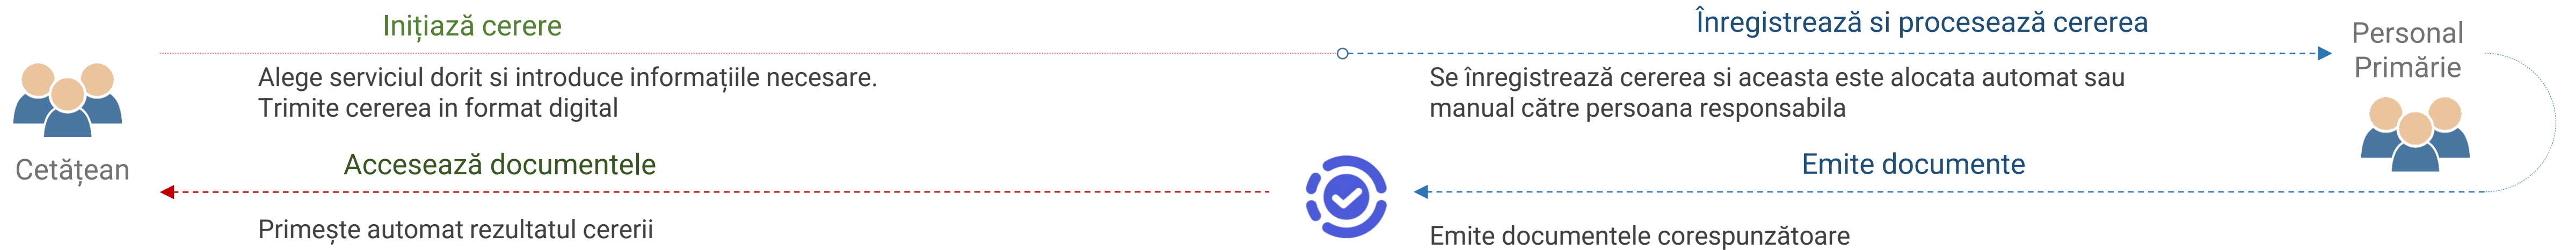 Inițiază cerere
Înregistrează si procesează cererea
Personal
Primărie
Alege serviciul dorit si introduce informațiile necesare.
Trimite cererea in format digital
Se înregistrează cererea si aceasta este alocata automat sau
manual către persoana responsabila
Cetățean
Accesează documentele
Emite documente
Primește automat rezultatul cererii
Emite documentele corespunzătoare